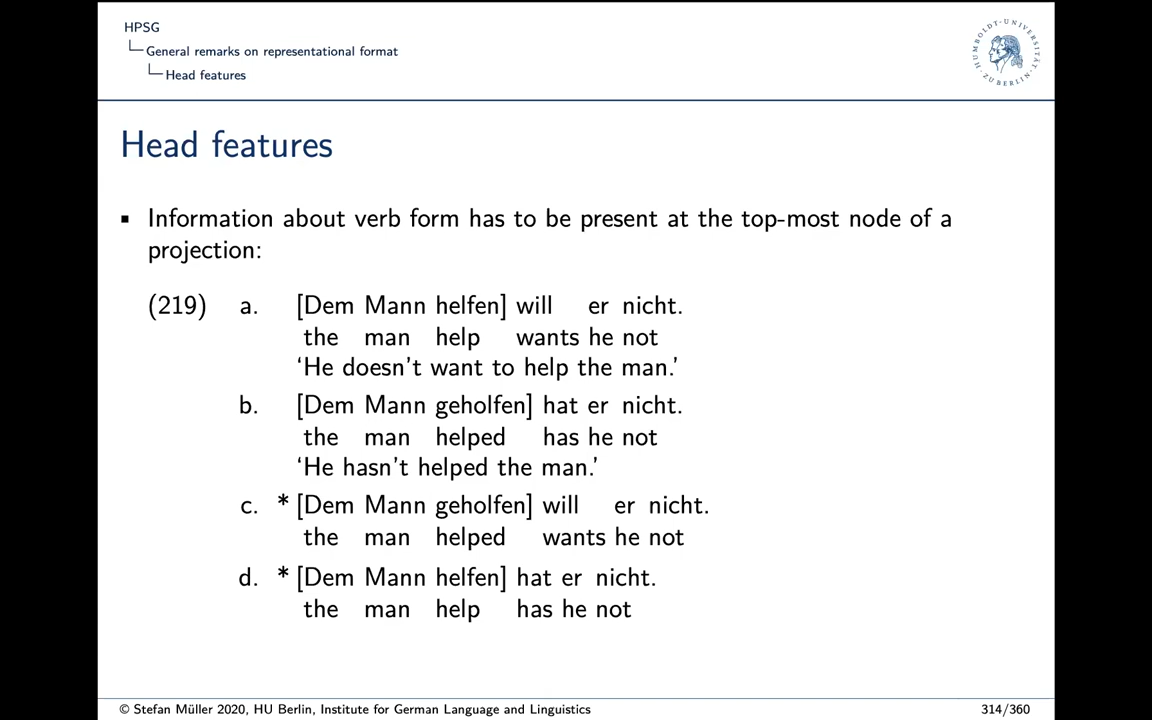 HPSG
General remarks on representational format
Head features
HUMBOLDT-UNIVERSITÄT ZU BERLIN
Head features
▪ Information about verb form has to be present at the top-most node of a
projection:
(219) a. [Dem Mann helfen] will er nicht.
the man help wants he not
‘He doesn’t want to help the man.’
b. [Dem Mann geholfen] hat er nicht.
the man helped has he not
‘He hasn’t helped the man.’
c. * [Dem Mann geholfen] will er nicht.
the man helped wants he not
d. * [Dem Mann helfen] hat er nicht.
the man help has he not
© Stefan Müller 2020, HU Berlin, Institute for German Language and Linguistics 314/360